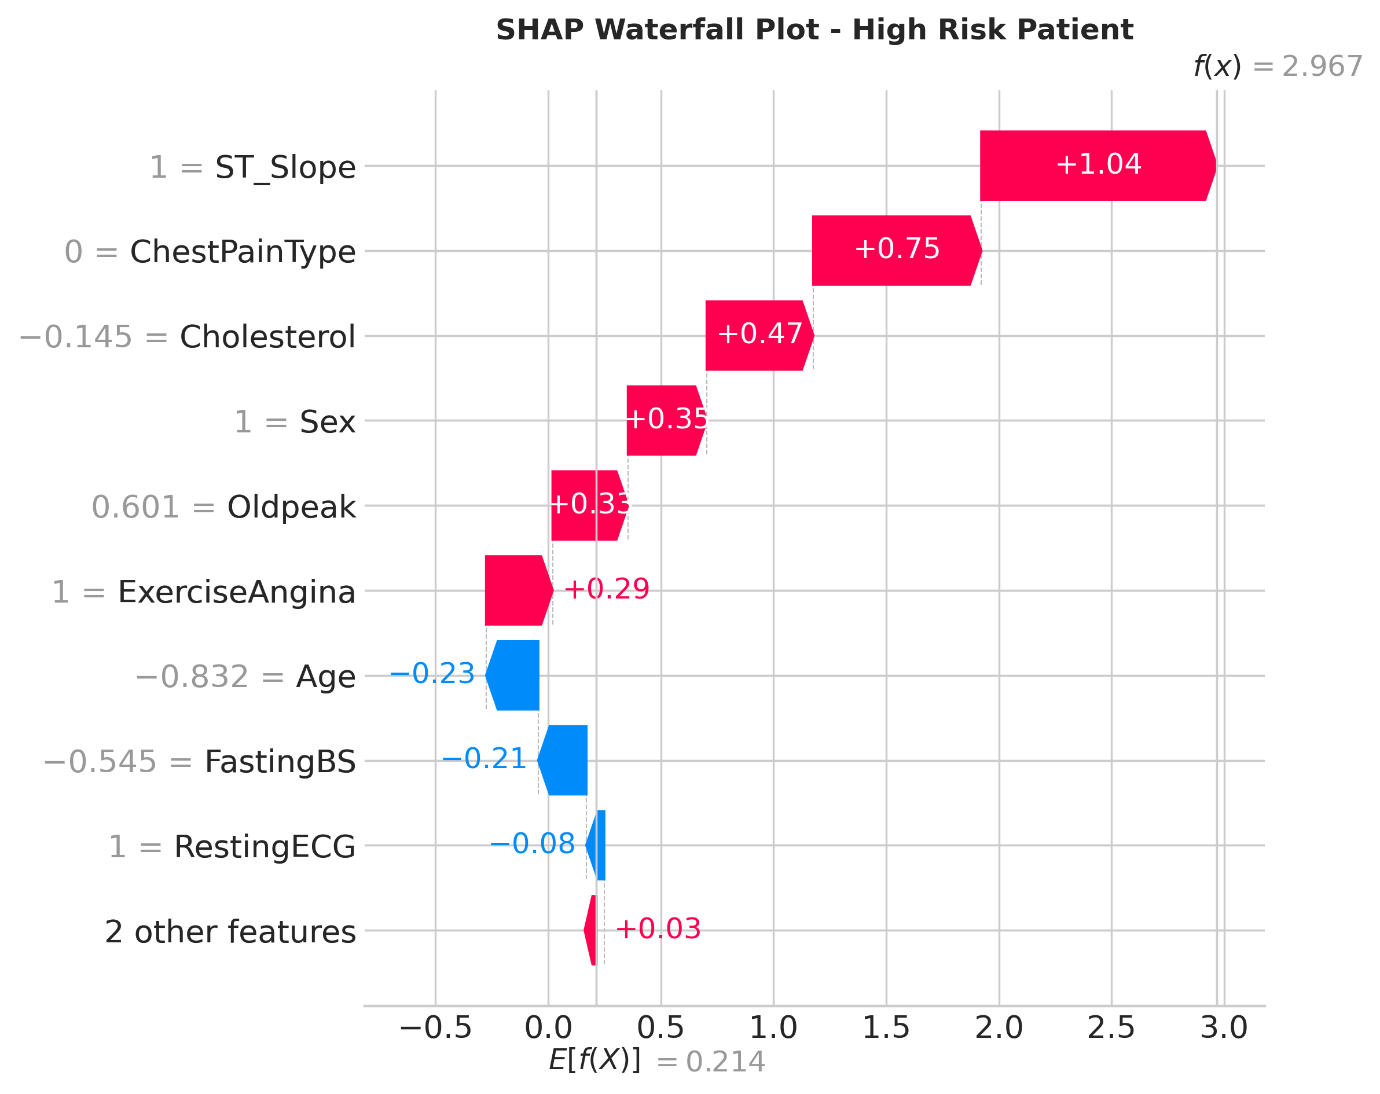 SHAP Waterfall Plot - High Risk Patient
f(x) = 2.967
1 = ST_Slope
+1.04
0 = ChestPainType
+0.75
−0.145 = Cholesterol
+0.47
1 = Sex
+0.35
0.601 = Oldpeak
+0.33
1 = ExerciseAngina
+0.29
−0.832 = Age
−0.23
−0.545 = FastingBS
−0.21
1 = RestingECG
−0.08
2 other features
+0.03
−0.5 0.0 0.5 1.0 1.5 2.0 2.5 3.0
E[f(X)] = 0.214